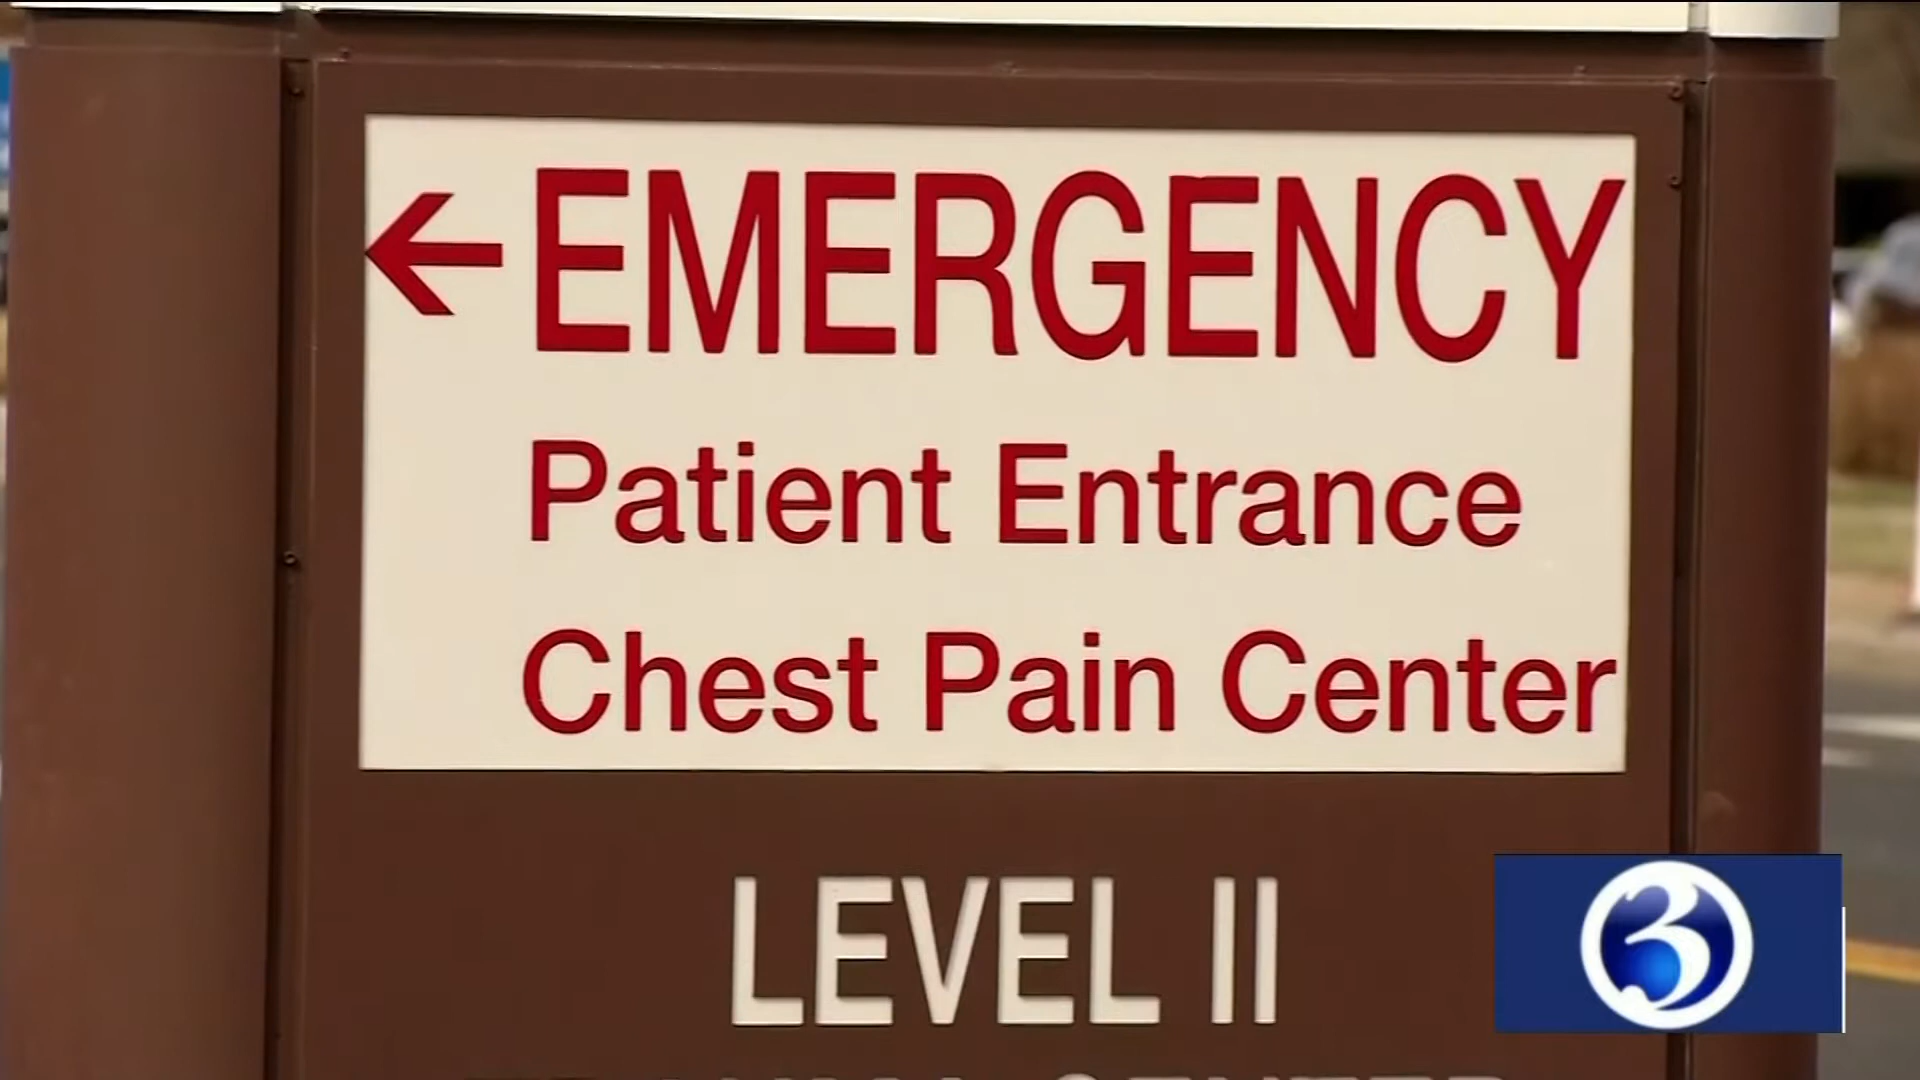 ← EMERGENCY
Patient Entrance
Chest Pain Center
LEVEL II
3